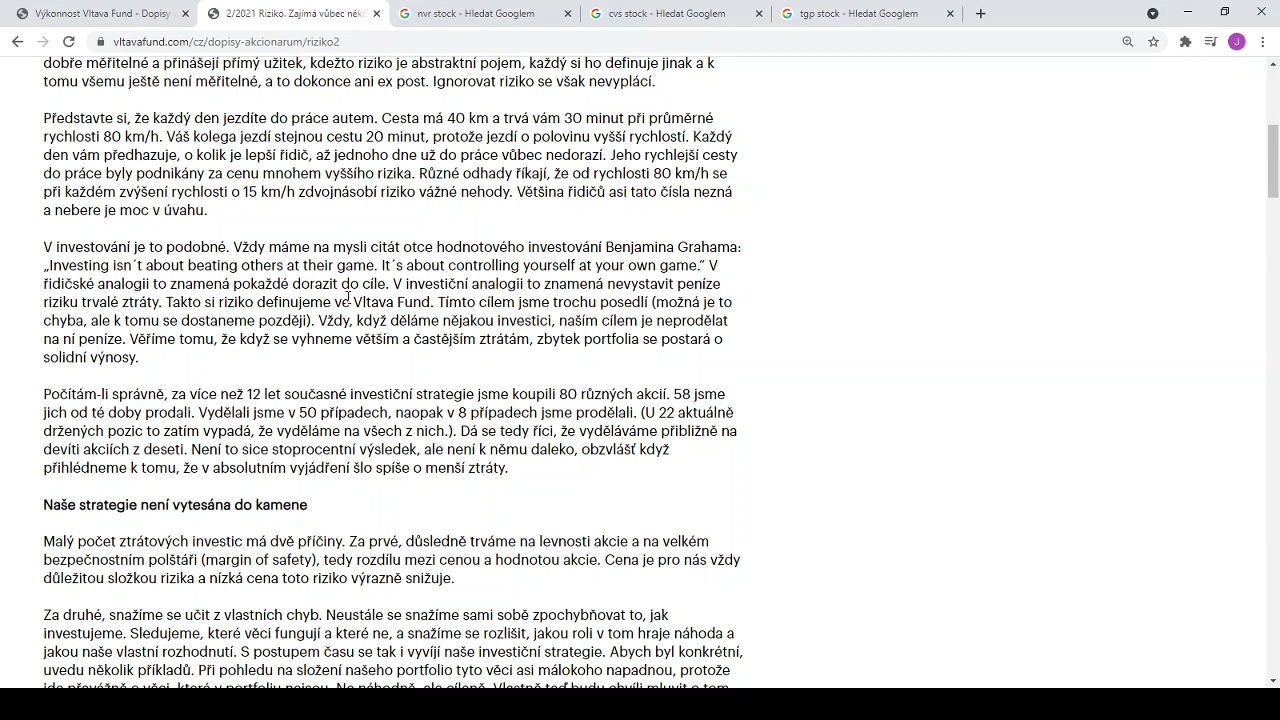 Výkonnost Vltava Fund - Dopisy a
2/2021 Riziko. Zajímá vůbec něko
nvr stock - Hledat Googlem
cvs stock - Hledat Googlem
tgp stock - Hledat Googlem
vltavafund.com/cz/dopisy-akcionarum/riziko2
J
dobře měřitelné a přinášejí přímý užitek, kdežto riziko je abstraktní pojem, každý si ho definuje jinak a k
tomu všemu ještě není měřitelné, a to dokonce ani ex post. Ignorovat riziko se však nevyplácí.
Představte si, že každý den jezdíte do práce autem. Cesta má 40 km a trvá vám 30 minut při průměrné
rychlosti 80 km/h. Váš kolega jezdí stejnou cestu 20 minut, protože jezdí o polovinu vyšší rychlostí. Každý
den vám předhazuje, o kolik je lepší řidič, až jednoho dne už do práce vůbec nedorazí. Jeho rychlejší cesty
do práce byly podnikány za cenu mnohem vyššího rizika. Různé odhady říkají, že od rychlosti 80 km/h se
při každém zvýšení rychlosti o 15 km/h zdvojnásobí riziko vážné nehody. Většina řidičů asi tato čísla nezná
a nebere je moc v úvahu.
V investování je to podobné. Vždy máme na mysli citát otce hodnotového investování Benjamina Grahama:
„Investing isn´t about beating others at their game. It´s about controlling yourself at your own game.“ V
řidičské analogii to znamená pokaždé dorazit do cíle. V investiční analogii to znamená nevystavit peníze
riziku trvalé ztráty. Takto si riziko definujeme ve Vltava Fund. Tímto cílem jsme trochu posedlí (možná je to
chyba, ale k tomu se dostaneme později). Vždy, když děláme nějakou investici, naším cílem je neprodělat
na ní peníze. Věříme tomu, že když se vyhneme větším a častějším ztrátám, zbytek portfolia se postará o
solidní výnosy.
Počítám-li správně, za více než 12 let současné investiční strategie jsme koupili 80 různých akcií. 58 jsme
jich od té doby prodali. Vydělali jsme v 50 případech, naopak v 8 případech jsme prodělali. (U 22 aktuálně
držených pozic to zatím vypadá, že vyděláme na všech z nich.). Dá se tedy říci, že vyděláváme přibližně na
devíti akciích z deseti. Není to sice stoprocentní výsledek, ale není k němu daleko, obzvlášť když
přihlédneme k tomu, že v absolutním vyjádření šlo spíše o menší ztráty.
Naše strategie není vytesána do kamene
Malý počet ztrátových investic má dvě příčiny. Za prvé, důsledně trváme na levnosti akcie a na velkém
bezpečnostním polštáři (margin of safety), tedy rozdílu mezi cenou a hodnotou akcie. Cena je pro nás vždy
důležitou složkou rizika a nízká cena toto riziko výrazně snižuje.
Za druhé, snažíme se učit z vlastních chyb. Neustále se snažíme sami sobě zpochybňovat to, jak
investujeme. Sledujeme, které věci fungují a které ne, a snažíme se rozlišit, jakou roli v tom hraje náhoda a
jakou naše vlastní rozhodnutí. S postupem času se tak i vyvíjí naše investiční strategie. Abych byl konkrétní,
uvedu několik příkladů. Při pohledu na složení našeho portfolio tyto věci asi málokoho napadnou, protože
jde převážně o věci, které v portfoliu nejsou. Ne náhodně, ale cíleně. Vlastně teď budu chvíli mluvit o tom